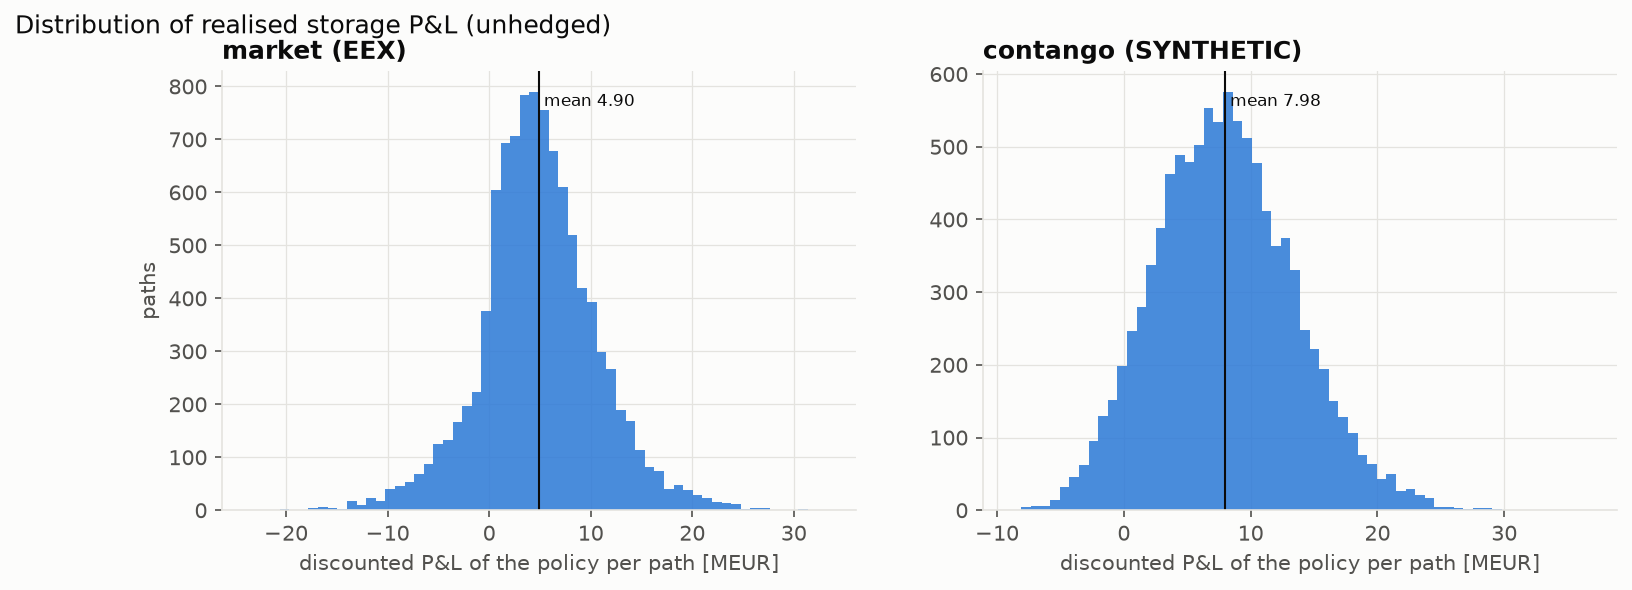 Distribution of realised storage P&L (unhedged)
market (EEX)
contango (SYNTHETIC)
mean 4.90
mean 7.98
paths
800
700
600
500
400
300
200
100
0
600
500
400
300
200
100
0
−20 −10 0 10 20 30
−10 0 10 20 30
discounted P&L of the policy per path [MEUR]
discounted P&L of the policy per path [MEUR]